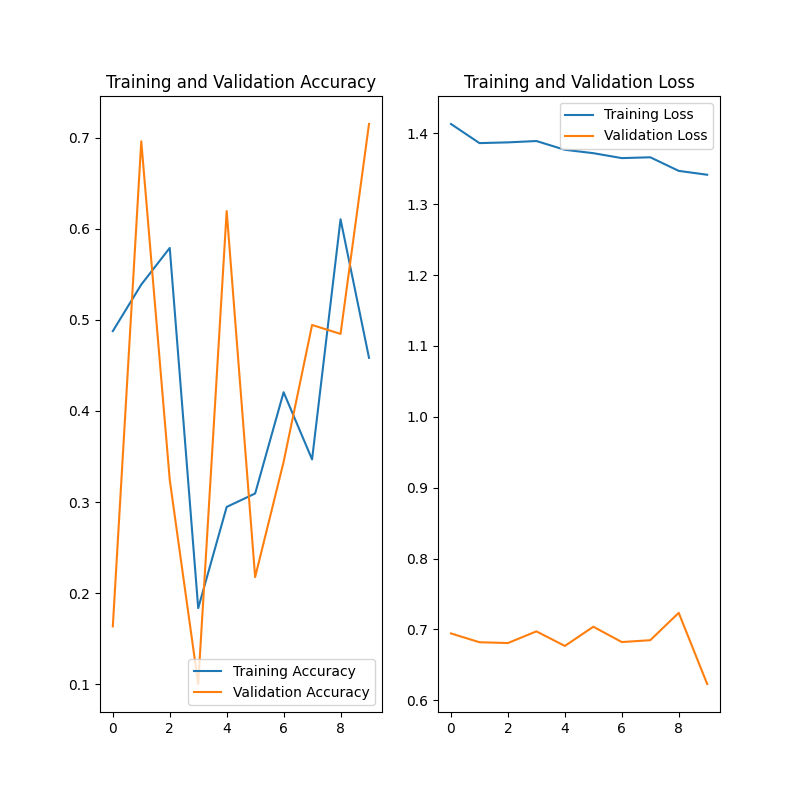 Training and Validation Accuracy
0.7
0.6
0.5
0.4
0.3
0.2
0.1
0 2 4 6 8
Training Accuracy
Validation Accuracy
Training and Validation Loss
1.4
1.3
1.2
1.1
1.0
0.9
0.8
0.7
0.6
0 2 4 6 8
Training Loss
Validation Loss